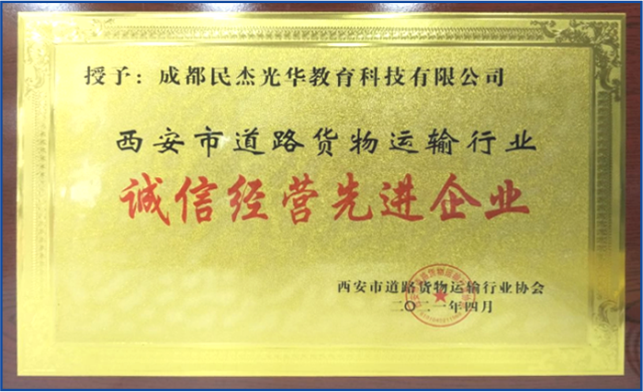 授予：成都民杰光华教育科技有限公司
西安市道路货物运输行业
诚信经营先进企业
西安市道路货物运输行业协会
二〇二一年四月